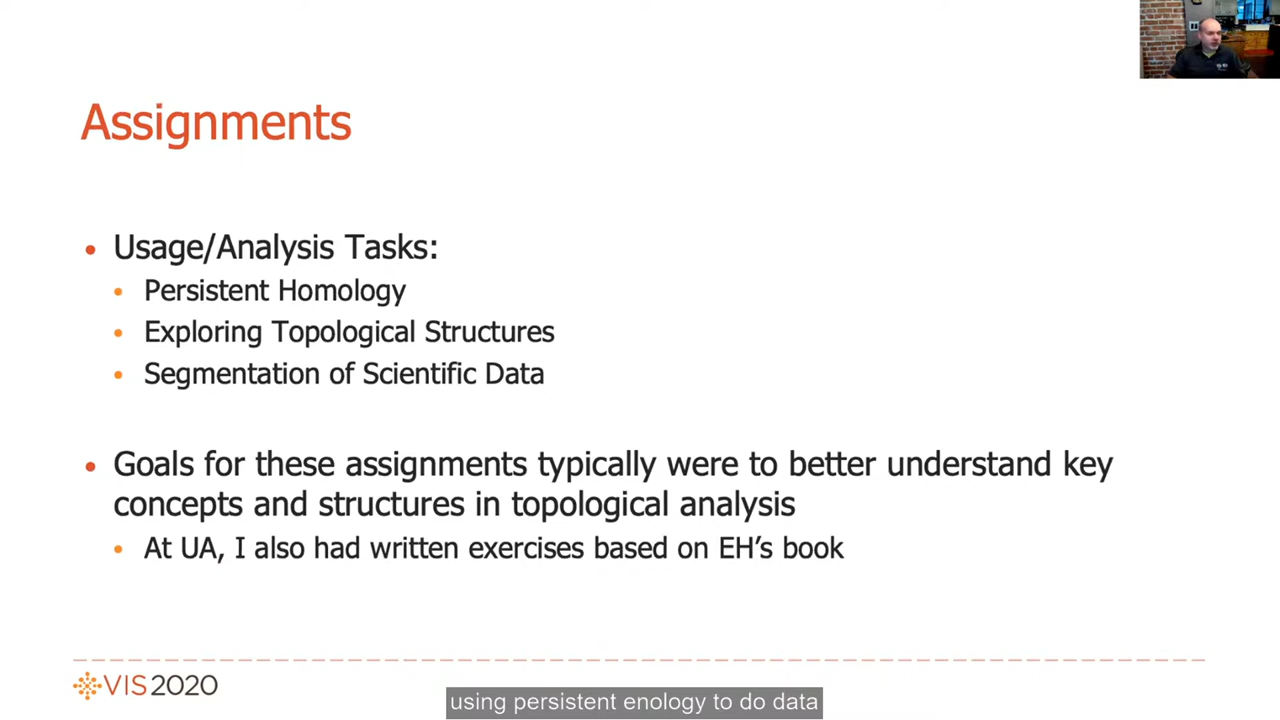 Assignments
Usage/Analysis Tasks:
Persistent Homology
Exploring Topological Structures
Segmentation of Scientific Data
Goals for these assignments typically were to better understand key
concepts and structures in topological analysis
At UA, I also had written exercises based on EH’s book
VIS2020
using persistent enology to do data